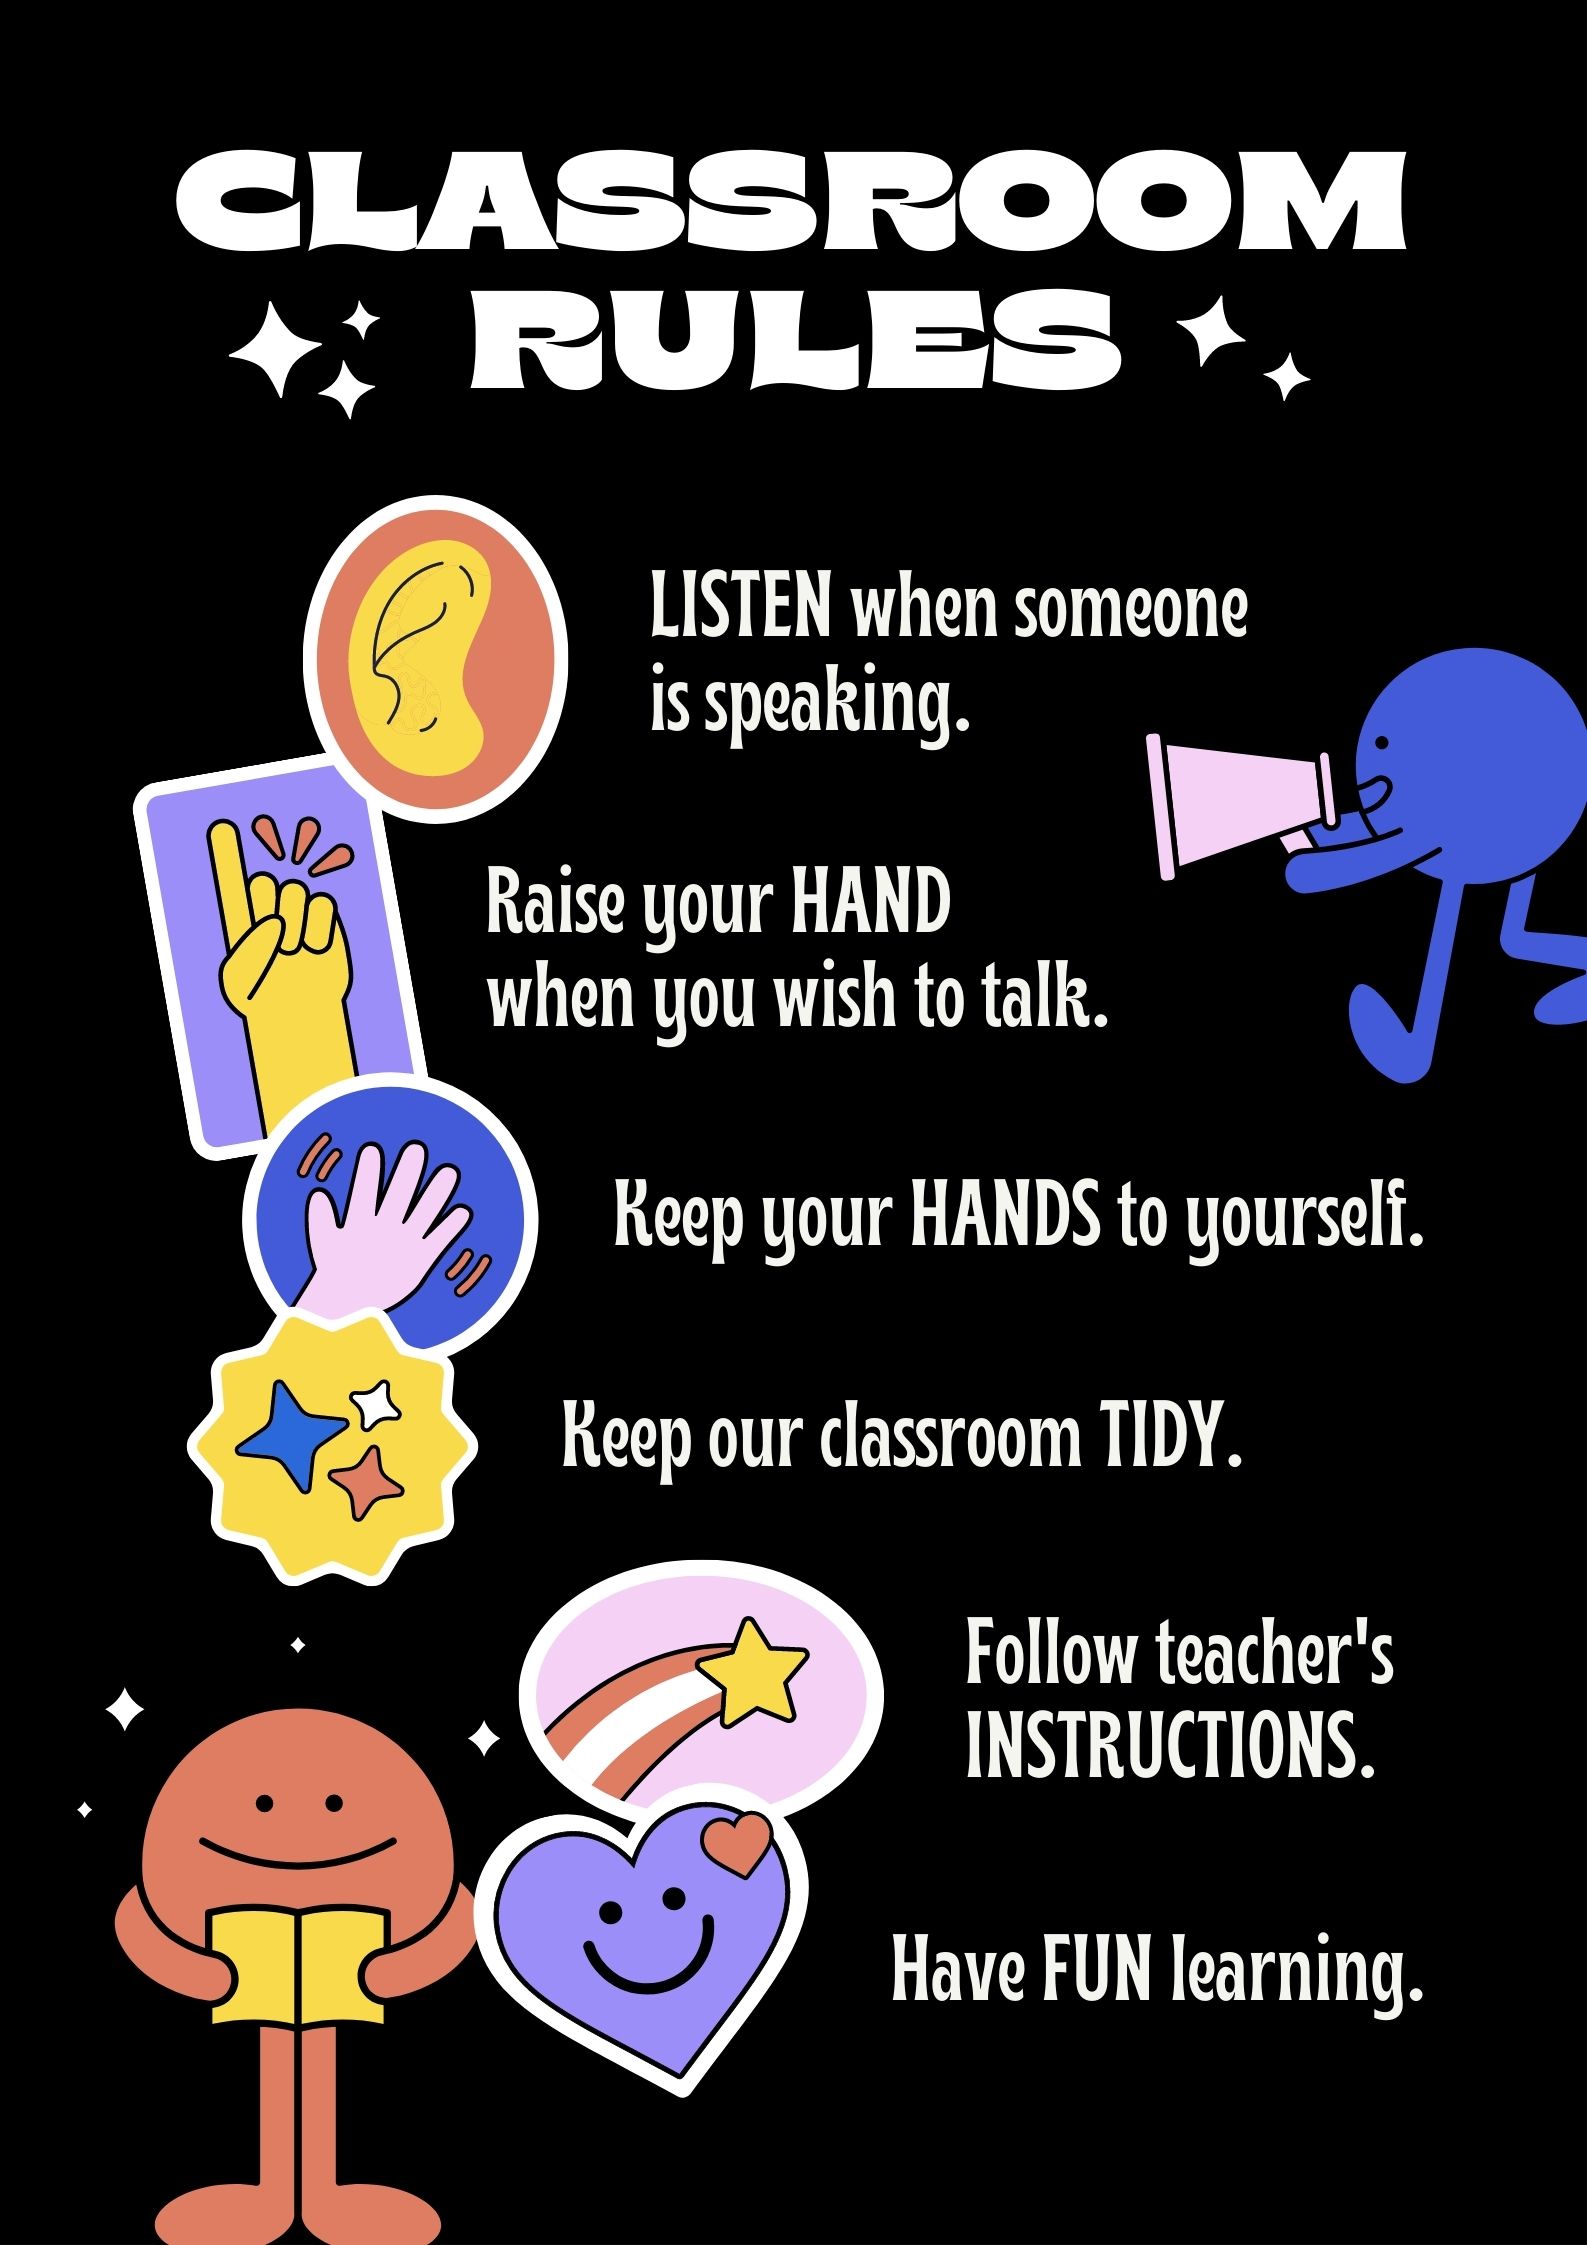 CLASSROOM
RULES
LISTEN when someone
is speaking.
Raise your HAND
when you wish to talk.
Keep your HANDS to yourself.
Keep our classroom TIDY.
Follow teacher's
INSTRUCTIONS.
Have FUN learning.